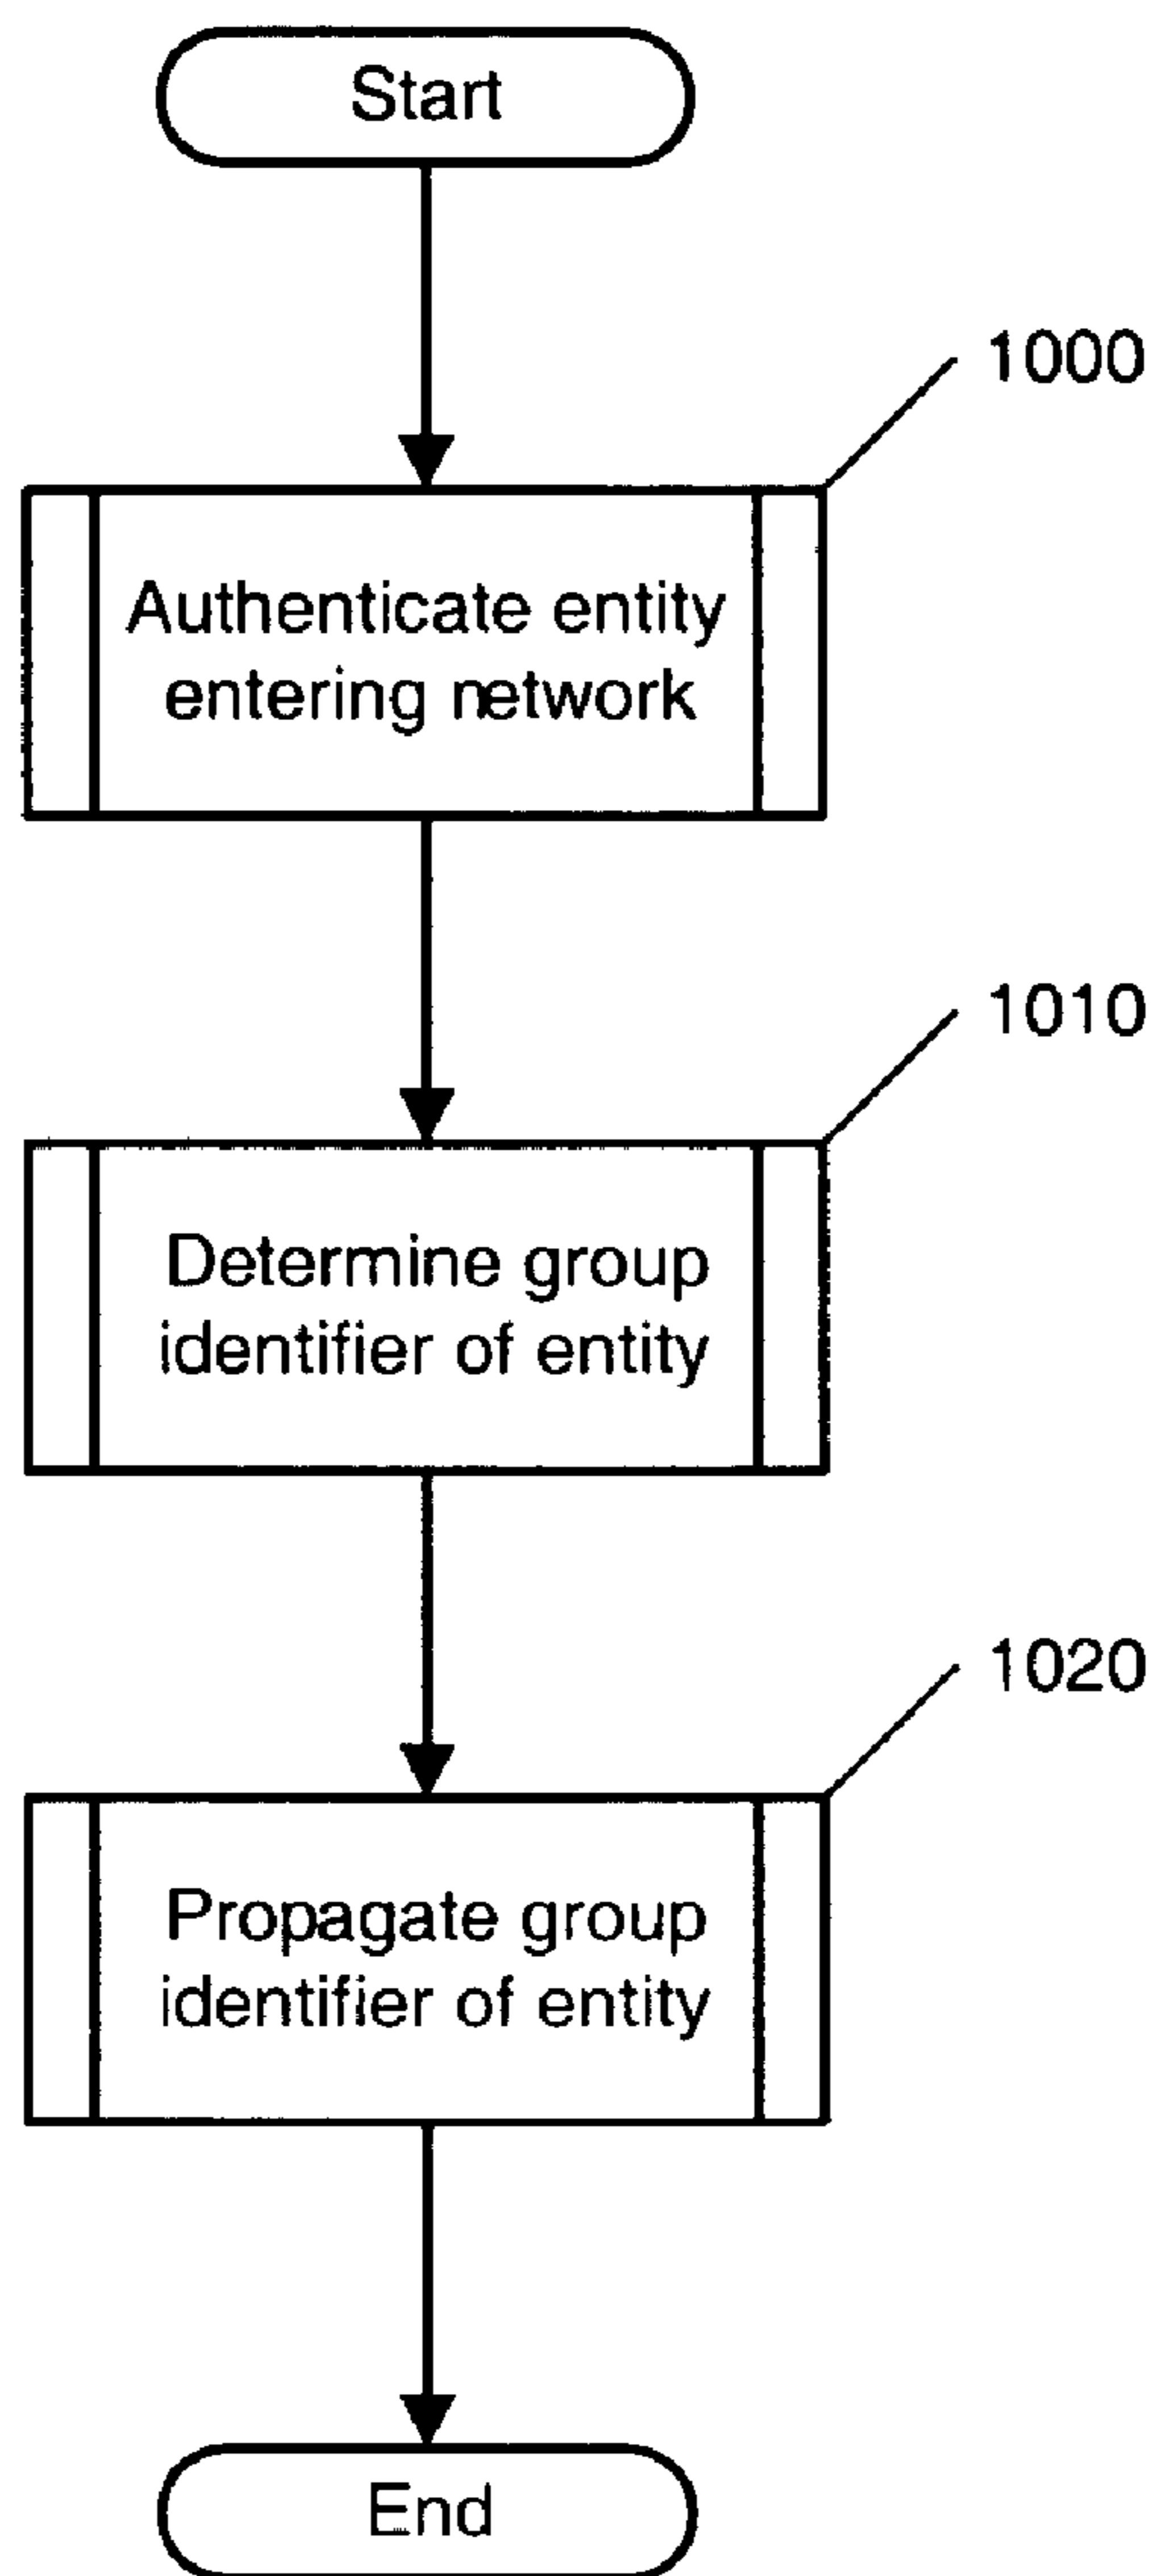 Start
1000
Authenticate entity
entering network
1010
Determine group
identifier of entity
1020
Propagate group
identifier of entity
End